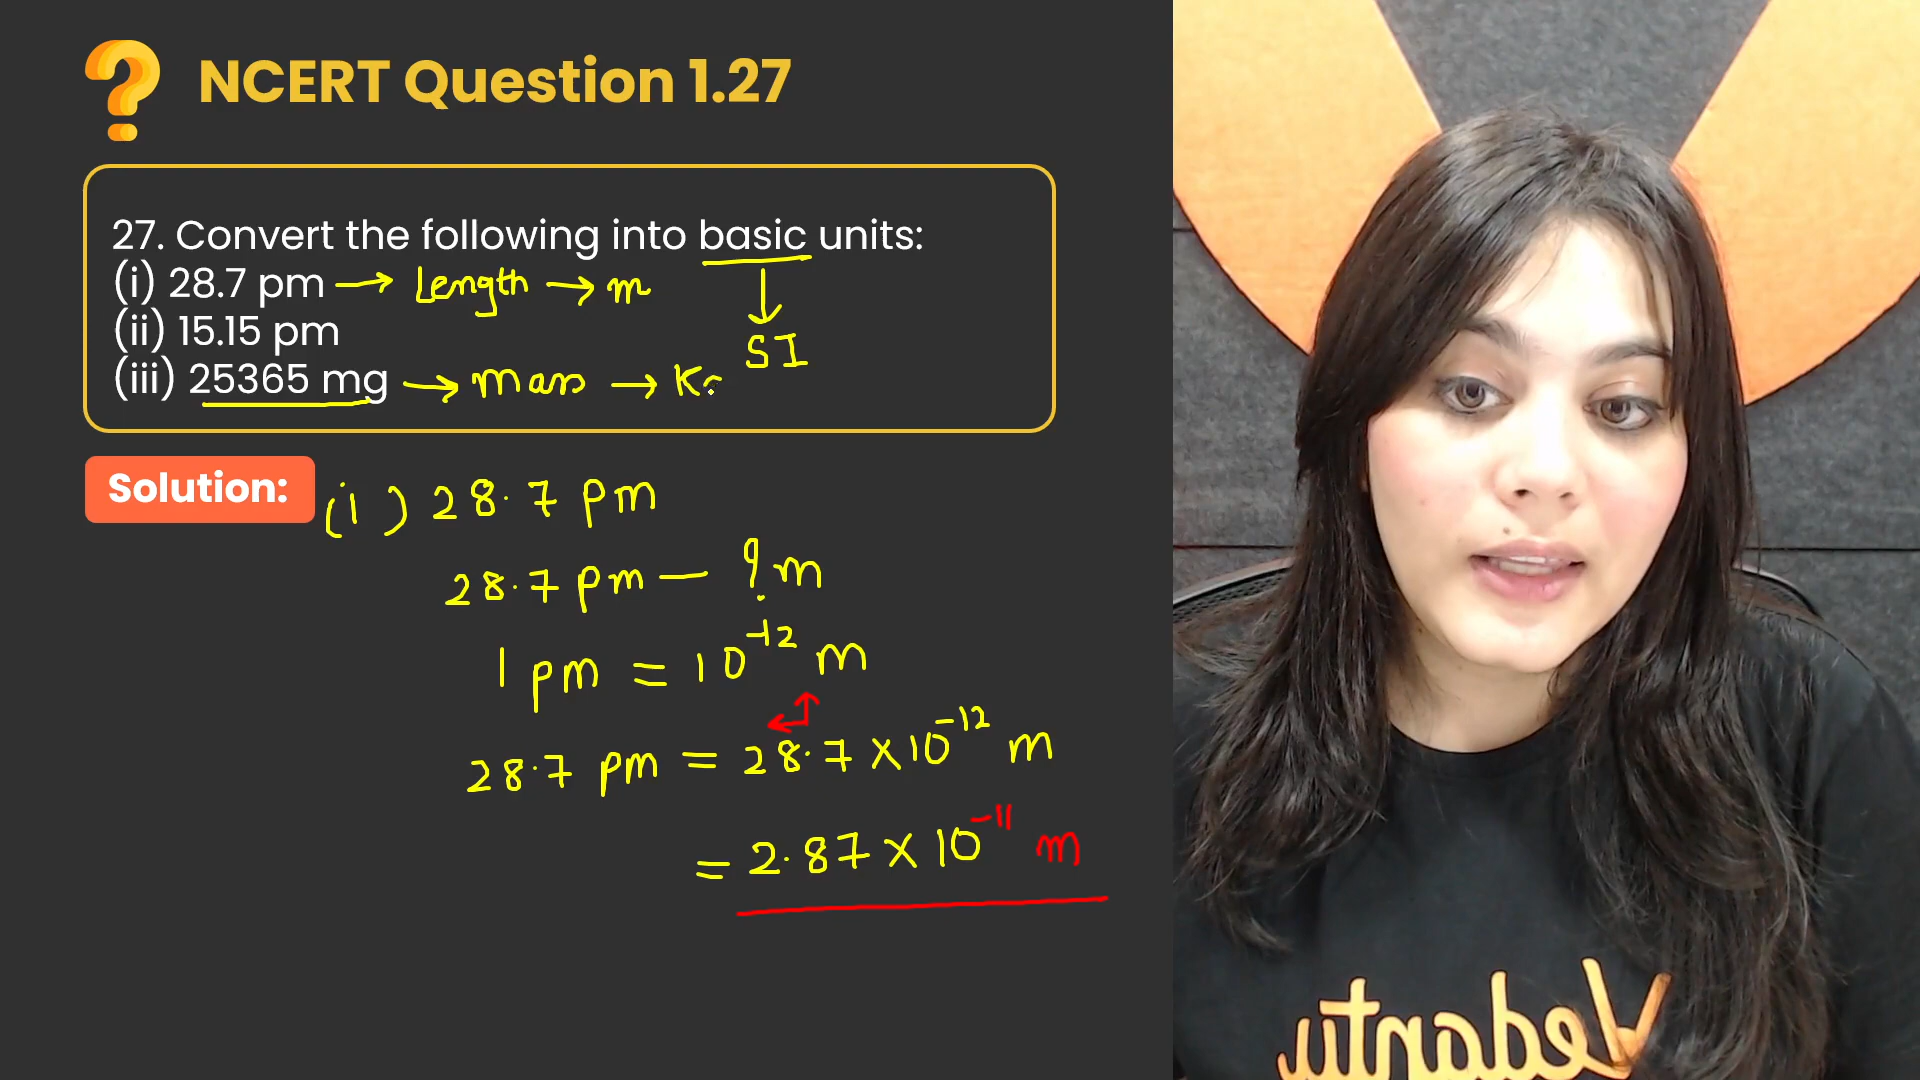 NCERT Question 1.27
27. Convert the following into basic units:
(i) 28.7 pm → Length → m
(ii) 15.15 pm
SI
(iii) 25365 mg → Mass → K
Solution: (i) 28.7 pm
28.7 pm — ? m
1 pm = 10⁻¹² m
28.7 pm = 28.7 × 10⁻¹² m
= 2.87 × 10⁻¹¹ m
Vedantu